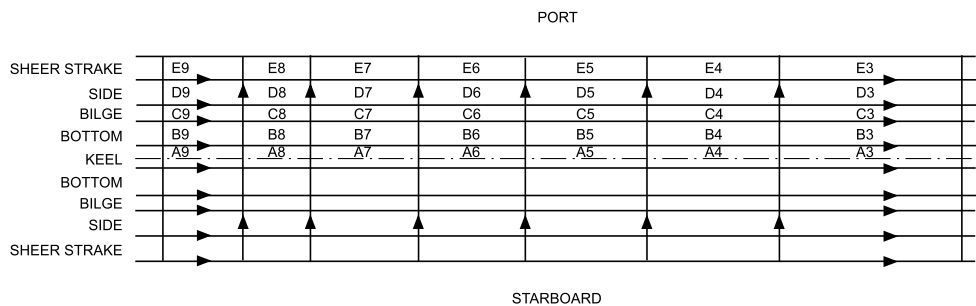 PORT
SHEER STRAKE E9 E8 E7 E6 E5 E4 E3
SIDE D9 D8 D7 D6 D5 D4 D3
BILGE C9 C8 C7 C6 C5 C4 C3
BOTTOM B9 B8 B7 B6 B5 B4 B3
KEEL A9 A8 A7 A6 A5 A4 A3
BOTTOM
BILGE
SIDE
SHEER STRAKE
STARBOARD